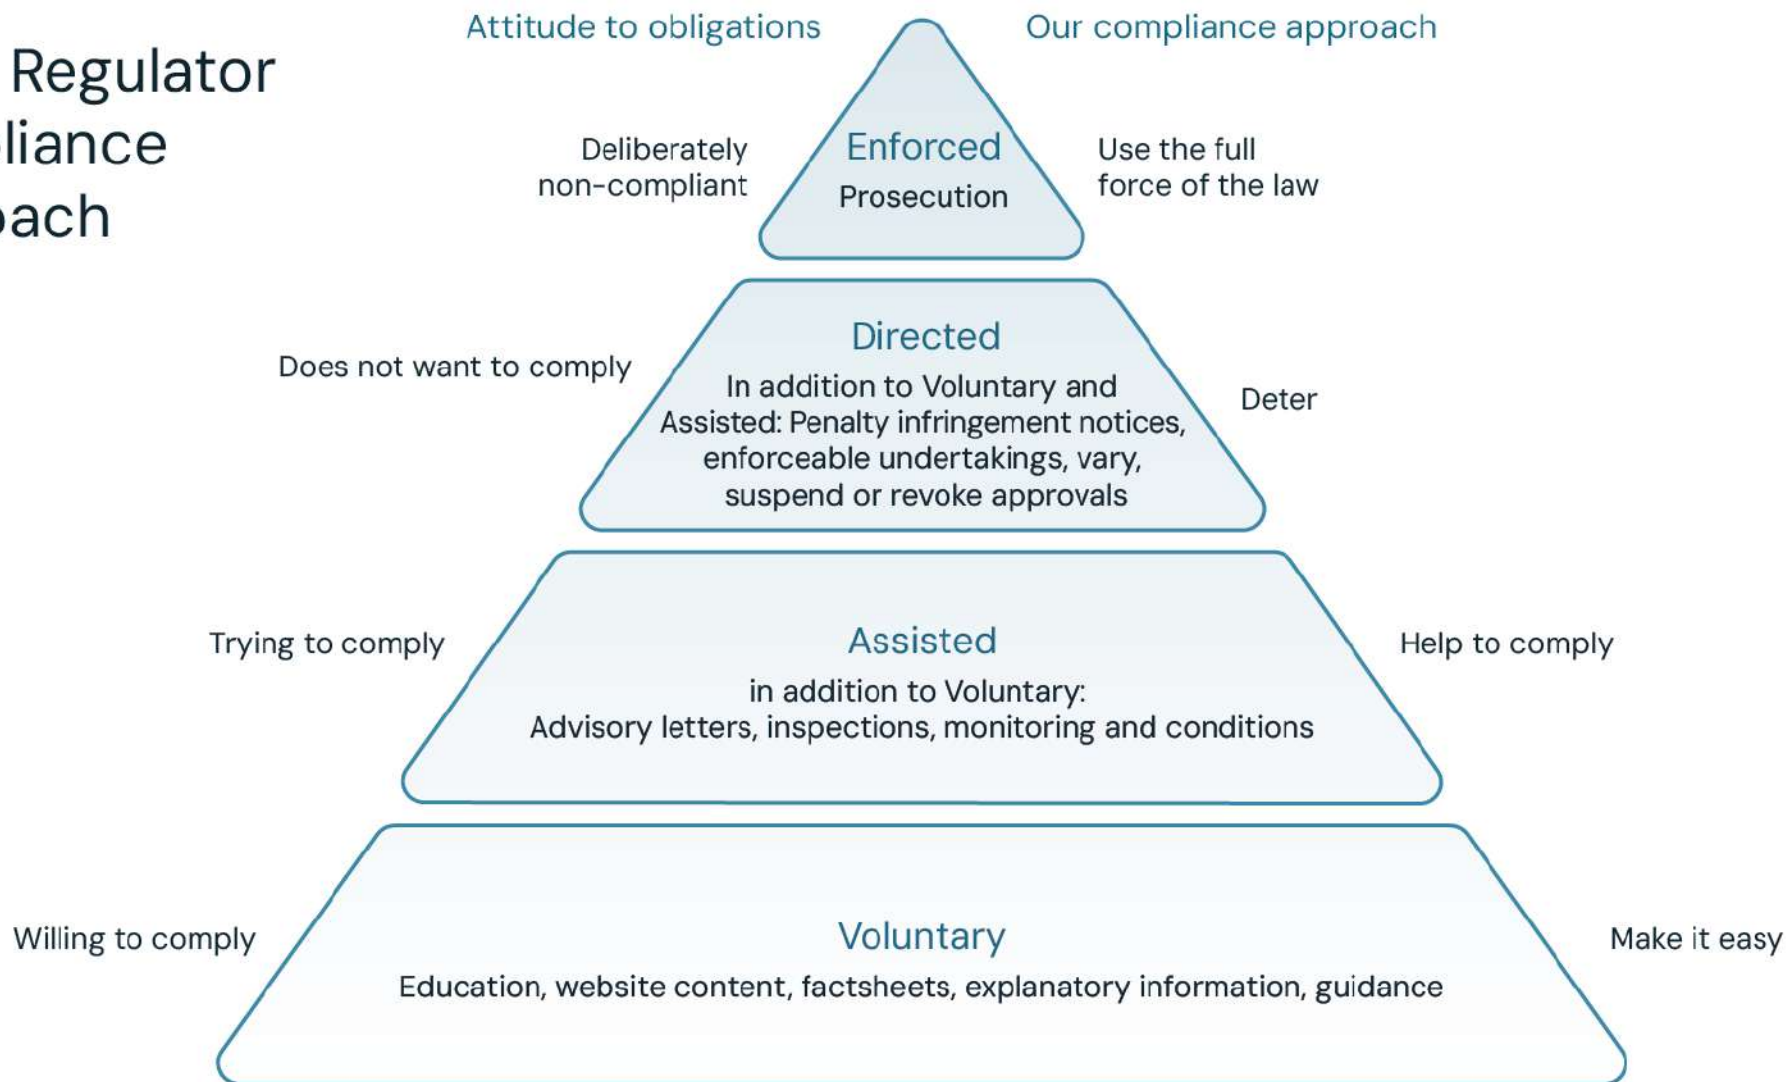 Regulator
liance
ach
Attitude to obligations
Our compliance approach
Deliberately
non-compliant
Enforced
Prosecution
Use the full
force of the law
Does not want to comply
Directed
In addition to Voluntary and
Assisted: Penalty infringement notices,
enforceable undertakings, vary,
suspend or revoke approvals
Deter
Trying to comply
Assisted
in addition to Voluntary:
Advisory letters, inspections, monitoring and conditions
Help to comply
Willing to comply
Voluntary
Education, website content, factsheets, explanatory information, guidance
Make it easy